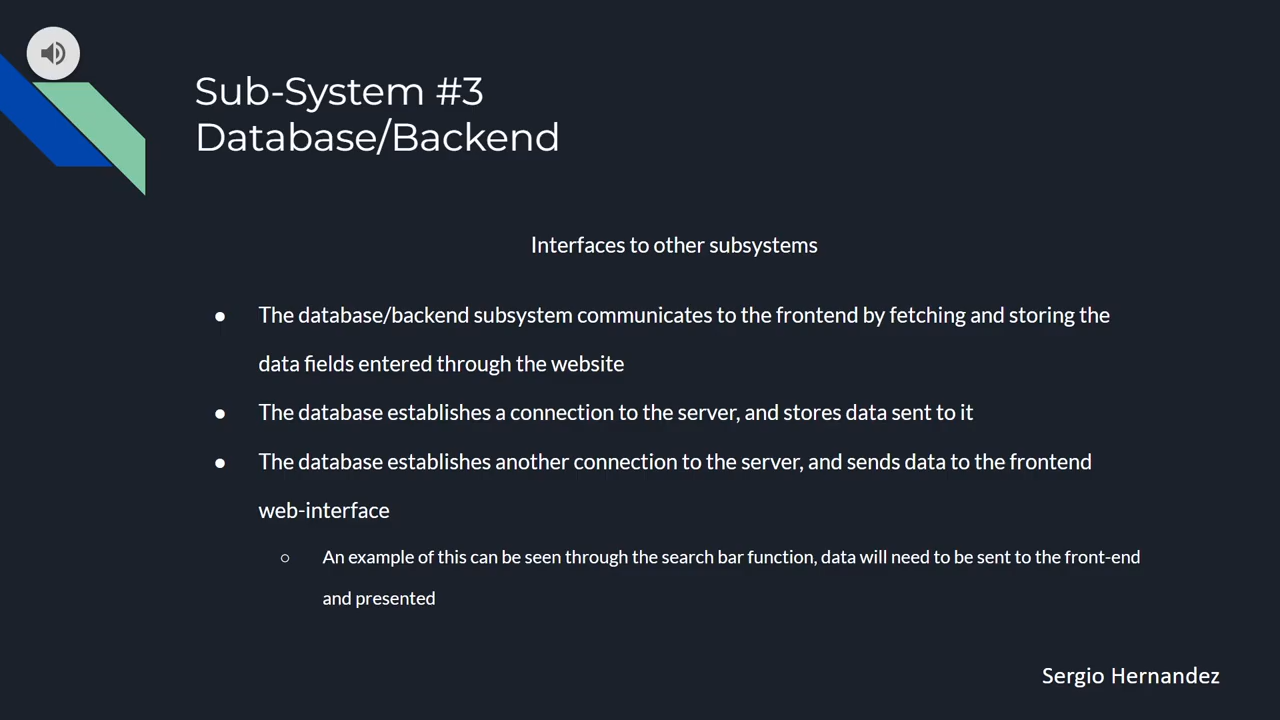 Sub-System #3
Database/Backend
Interfaces to other subsystems
● The database/backend subsystem communicates to the frontend by fetching and storing the
data fields entered through the website
● The database establishes a connection to the server, and stores data sent to it
● The database establishes another connection to the server, and sends data to the frontend
web-interface
○ An example of this can be seen through the search bar function, data will need to be sent to the front-end
and presented
Sergio Hernandez